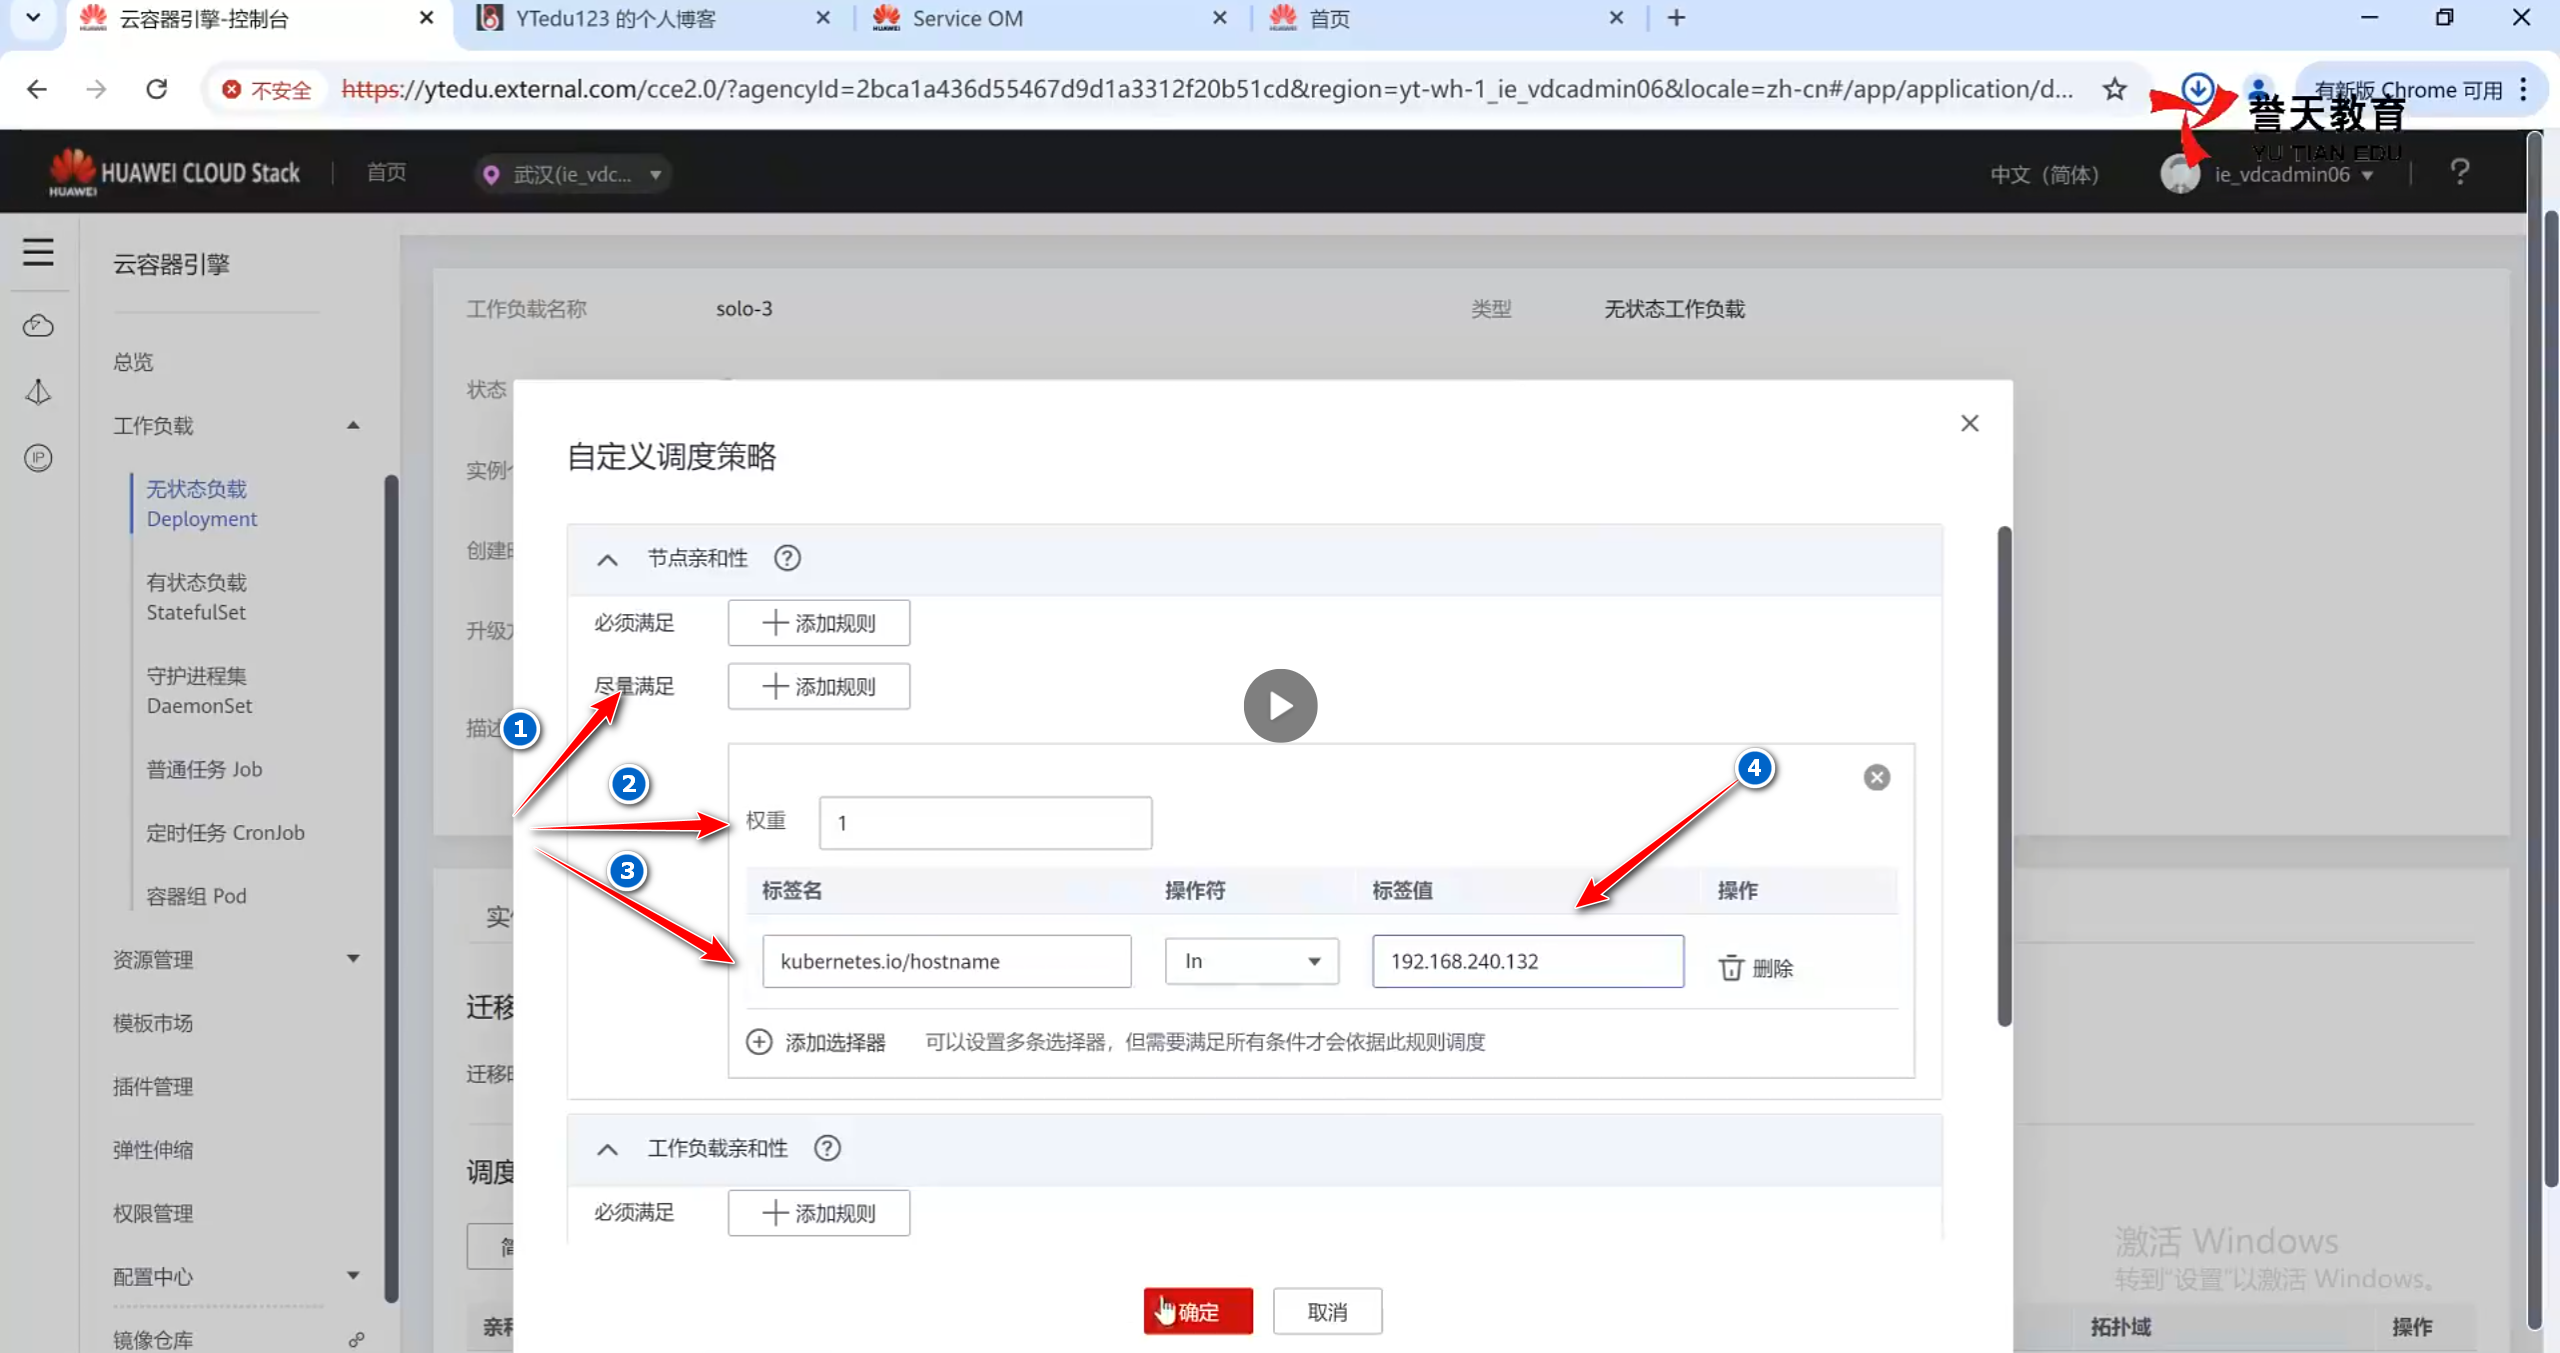 云容器引擎-控制台
YTedu123 的个人博客
Service OM
首页
不安全
https://ytedu.external.com/cce2.0/?agencyId=2bca1a436d55467d9d1a3312f20b51cd&region=yt-wh-1_ie_vdcadmin06&locale=zh-cn#/app/application/d...
有新版 Chrome 可用
誉天教育
YU TIAN EDU
HUAWEI
HUAWEI CLOUD Stack
首页
武汉(ie_vdc...
中文（简体）
ie_vdcadmin06
云容器引擎
总览
工作负载
无状态负载
Deployment
有状态负载
StatefulSet
守护进程集
DaemonSet
普通任务 Job
定时任务 CronJob
容器组 Pod
资源管理
模板市场
插件管理
弹性伸缩
权限管理
配置中心
镜像仓库
工作负载名称
solo-3
类型
无状态工作负载
状态
实例
创建
升级
描述
迁移
迁移
调度
自定义调度策略
节点亲和性
必须满足
添加规则
尽量满足
添加规则
1
2
3
4
权重
1
标签名
操作符
标签值
操作
kubernetes.io/hostname
In
192.168.240.132
删除
添加选择器
可以设置多条选择器，但需要满足所有条件才会依据此规则调度
工作负载亲和性
必须满足
添加规则
确定
取消
激活 Windows
转到"设置"以激活 Windows。
拓扑域
操作